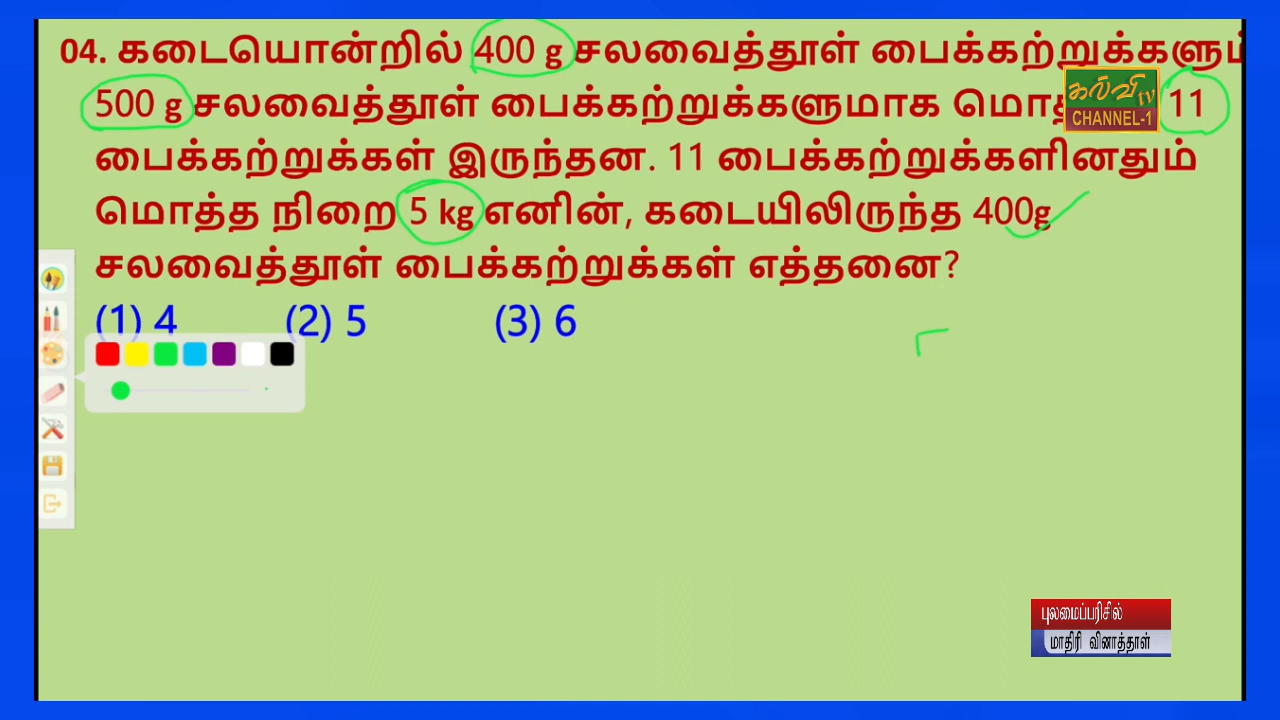 04. கடையொன்றில் 400 g சலவைத்தூள் பைக்கற்றுக்களும்
500 g சலவைத்தூள் பைக்கற்றுக்களுமாக 11
பைக்கற்றுக்கள் இருந்தன. 11 பைக்கற்றுக்களினதும்
மொத்த நிறை 5 kg எனின், கடையிலிருந்த 400g
சலவைத்தூள் பைக்கற்றுக்கள் எத்தனை?
(1) 4 (2) 5 (3) 6
கல்வி tv
CHANNEL-1
புலமைப்பரிசில்
மாதிரி வினாத்தாள்